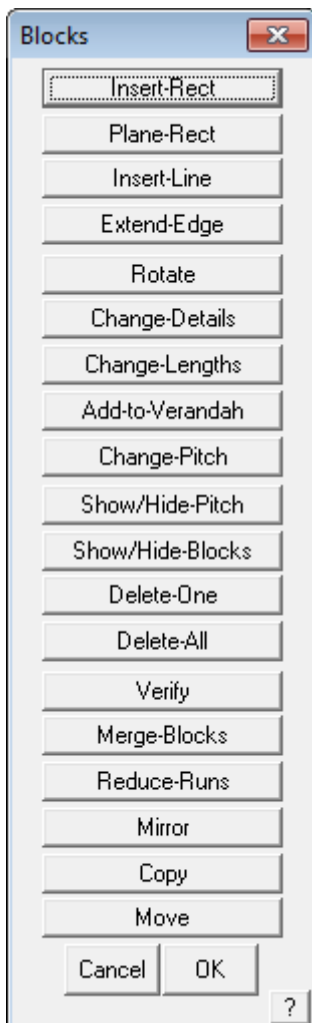 Blocks
Insert-Rect
Plane-Rect
Insert-Line
Extend-Edge
Rotate
Change-Details
Change-Lengths
Add-to-Verandah
Change-Pitch
Show/Hide-Pitch
Show/Hide-Blocks
Delete-One
Delete-All
Verify
Merge-Blocks
Reduce-Runs
Mirror
Copy
Move
Cancel OK
?